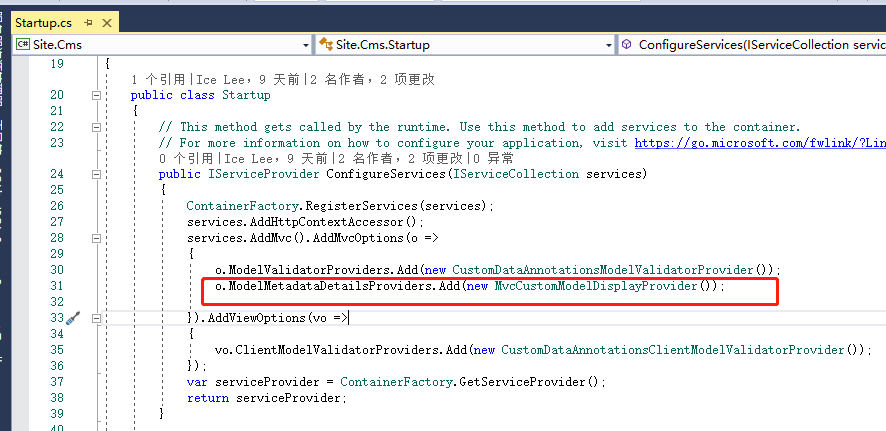 Startup.cs
C# Site.Cms
Site.Cms.Startup
ConfigureServices(IServiceCollection servic
19 {
1 个引用|Ice Lee，9 天前|2 名作者，2 项更改
20 public class Startup
21 {
22 // This method gets called by the runtime. Use this method to add services to the container.
23 // For more information on how to configure your application, visit https://go.microsoft.com/fwlink/?Lin
0 个引用|Ice Lee，9 天前|2 名作者，2 项更改|0 异常
24 public IServiceProvider ConfigureServices(IServiceCollection services)
25 {
26 ContainerFactory.RegisterServices(services);
27 services.AddHttpContextAccessor();
28 services.AddMvc().AddMvcOptions(o =>
29 {
30 o.ModelValidatorProviders.Add(new CustomDataAnnotationsModelValidatorProvider());
31 o.ModelMetadataDetailsProviders.Add(new MvcCustomModelDisplayProvider());
32
33 }).AddViewOptions(vo =>
34 {
35 vo.ClientModelValidatorProviders.Add(new CustomDataAnnotationsClientModelValidatorProvider());
36 });
37 var serviceProvider = ContainerFactory.GetServiceProvider();
38 return serviceProvider;
39 }